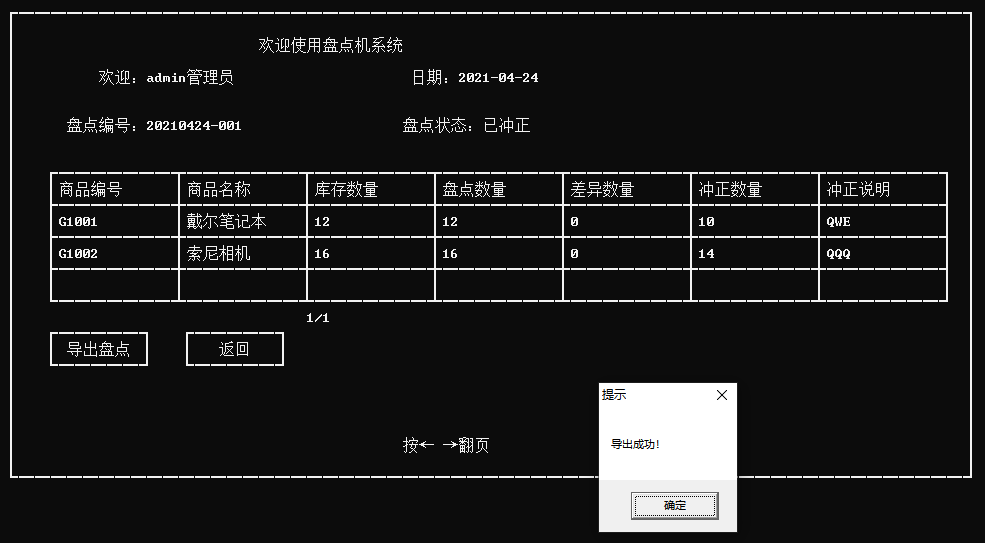 欢迎使用盘点机系统
欢迎：admin管理员 日期：2021-04-24
盘点编号：20210424-001 盘点状态：已冲正
商品编号 商品名称 库存数量 盘点数量 差异数量 冲正数量 冲正说明
G1001 戴尔笔记本 12 12 0 10 QWE
G1002 索尼相机 16 16 0 14 QQQ
1/1
导出盘点 返回
提示
按← →翻页
导出成功！
确定